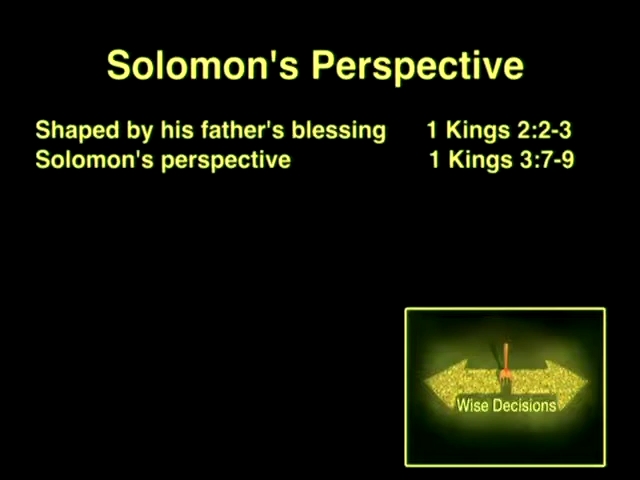 Solomon's Perspective
Shaped by his father's blessing 1 Kings 2:2-3
Solomon's perspective 1 Kings 3:7-9
Wise Decisions